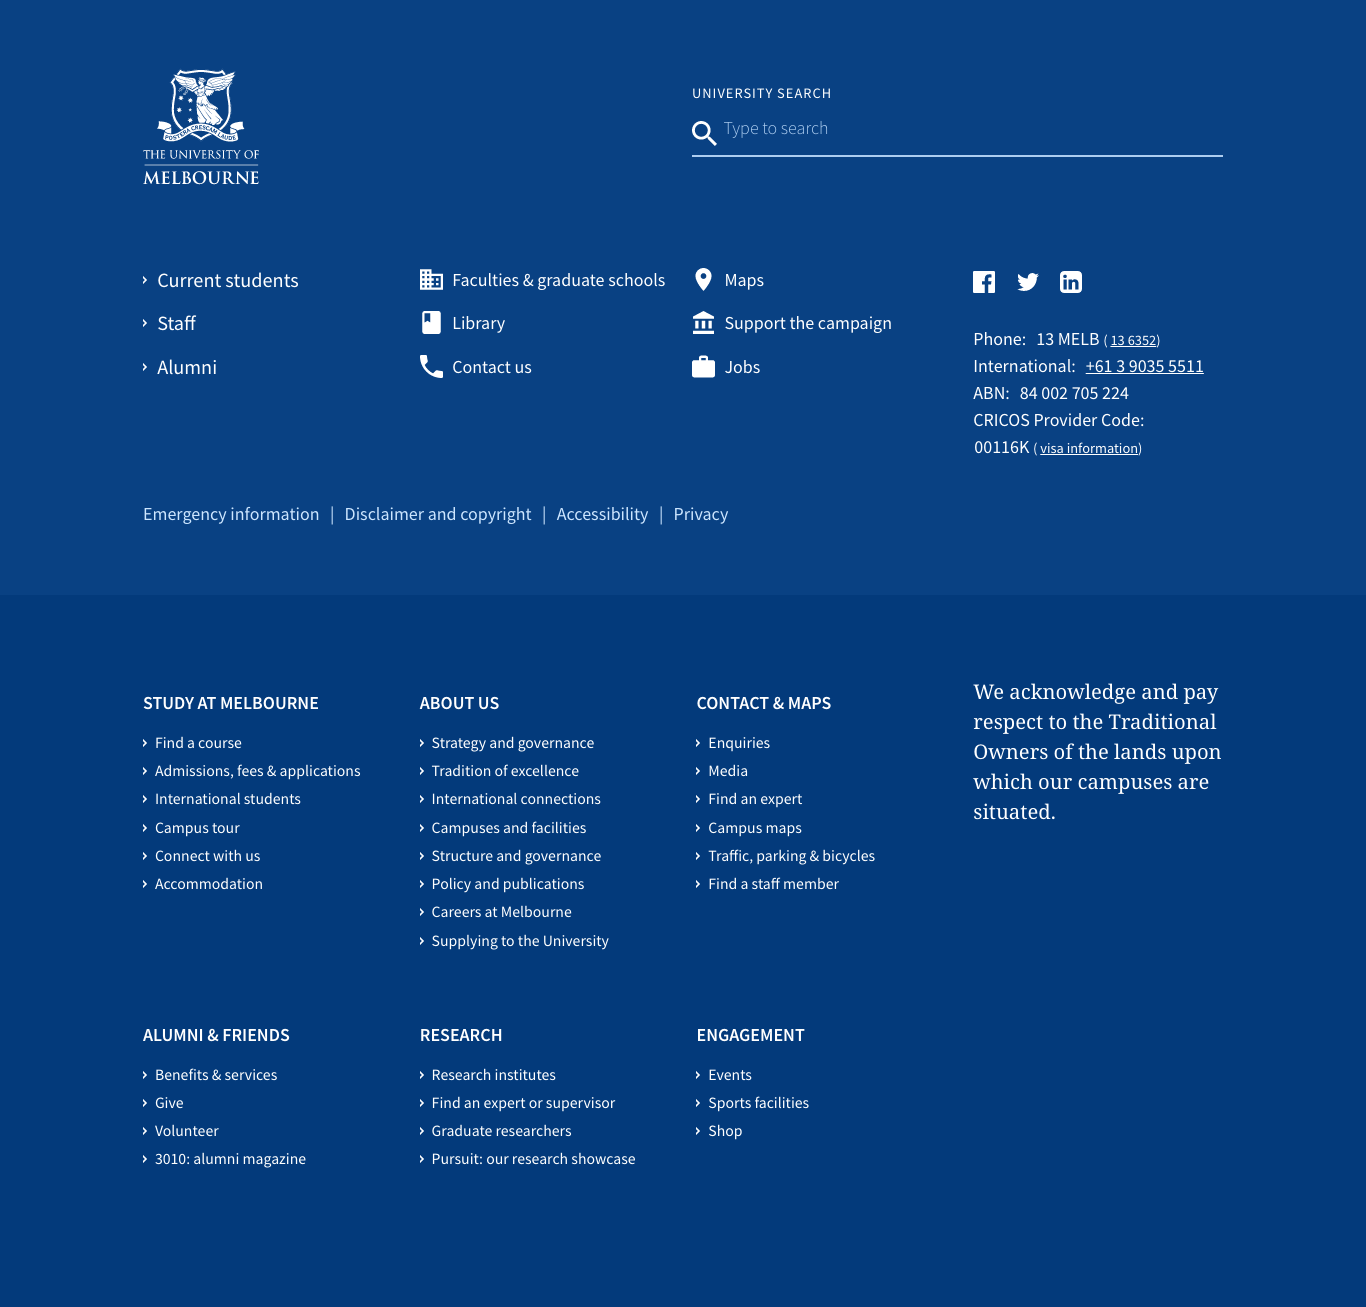 POSTERA CRESCAM LAUDE
THE UNIVERSITY OF
MELBOURNE
UNIVERSITY SEARCH
Type to search
Current students
Staff
Alumni
Faculties & graduate schools
Library
Contact us
Maps
Support the campaign
Jobs
Phone: 13 MELB ( 13 6352)
International: +61 3 9035 5511
ABN: 84 002 705 224
CRICOS Provider Code:
00116K ( visa information)
Emergency information | Disclaimer and copyright | Accessibility | Privacy
STUDY AT MELBOURNE
Find a course
Admissions, fees & applications
International students
Campus tour
Connect with us
Accommodation
ABOUT US
Strategy and governance
Tradition of excellence
International connections
Campuses and facilities
Structure and governance
Policy and publications
Careers at Melbourne
Supplying to the University
CONTACT & MAPS
Enquiries
Media
Find an expert
Campus maps
Traffic, parking & bicycles
Find a staff member
We acknowledge and pay
respect to the Traditional
Owners of the lands upon
which our campuses are
situated.
ALUMNI & FRIENDS
Benefits & services
Give
Volunteer
3010: alumni magazine
RESEARCH
Research institutes
Find an expert or supervisor
Graduate researchers
Pursuit: our research showcase
ENGAGEMENT
Events
Sports facilities
Shop